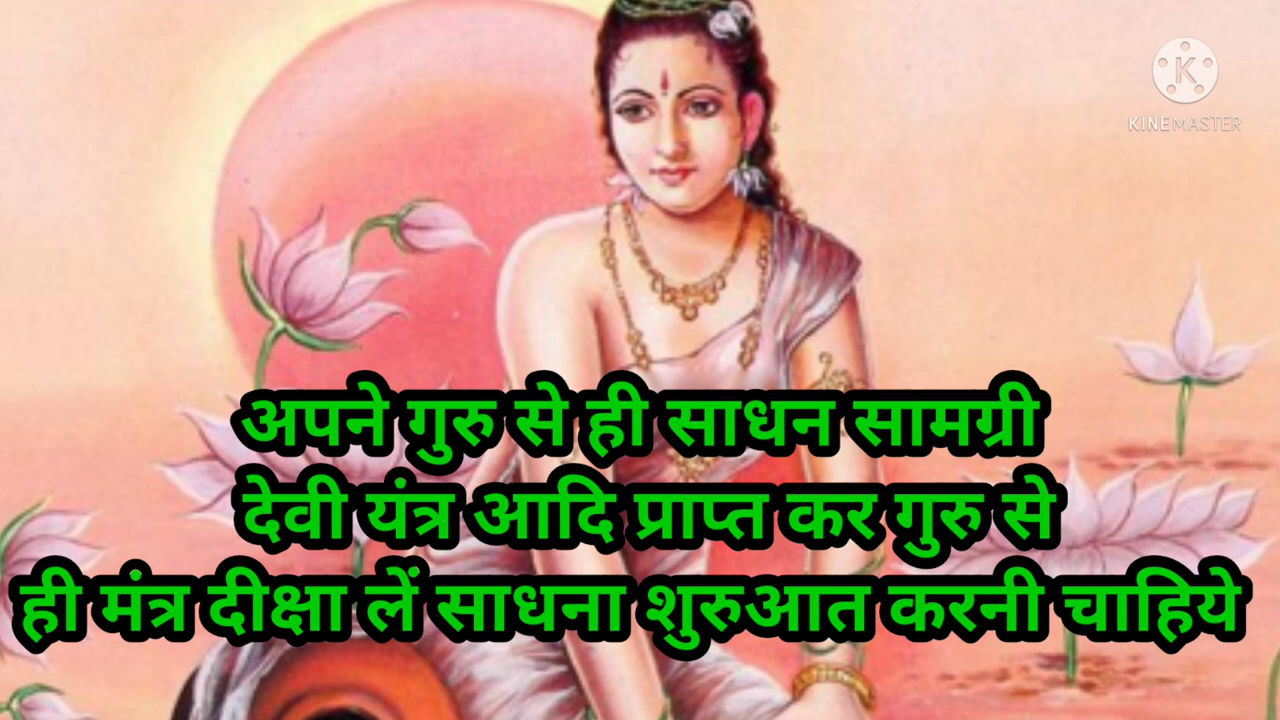 KINEMASTER
अपने गुरु से ही साधन सामग्री
देवी यंत्र आदि प्राप्त कर गुरु से
ही मंत्र दीक्षा लें साधना शुरुआत करनी चाहिये